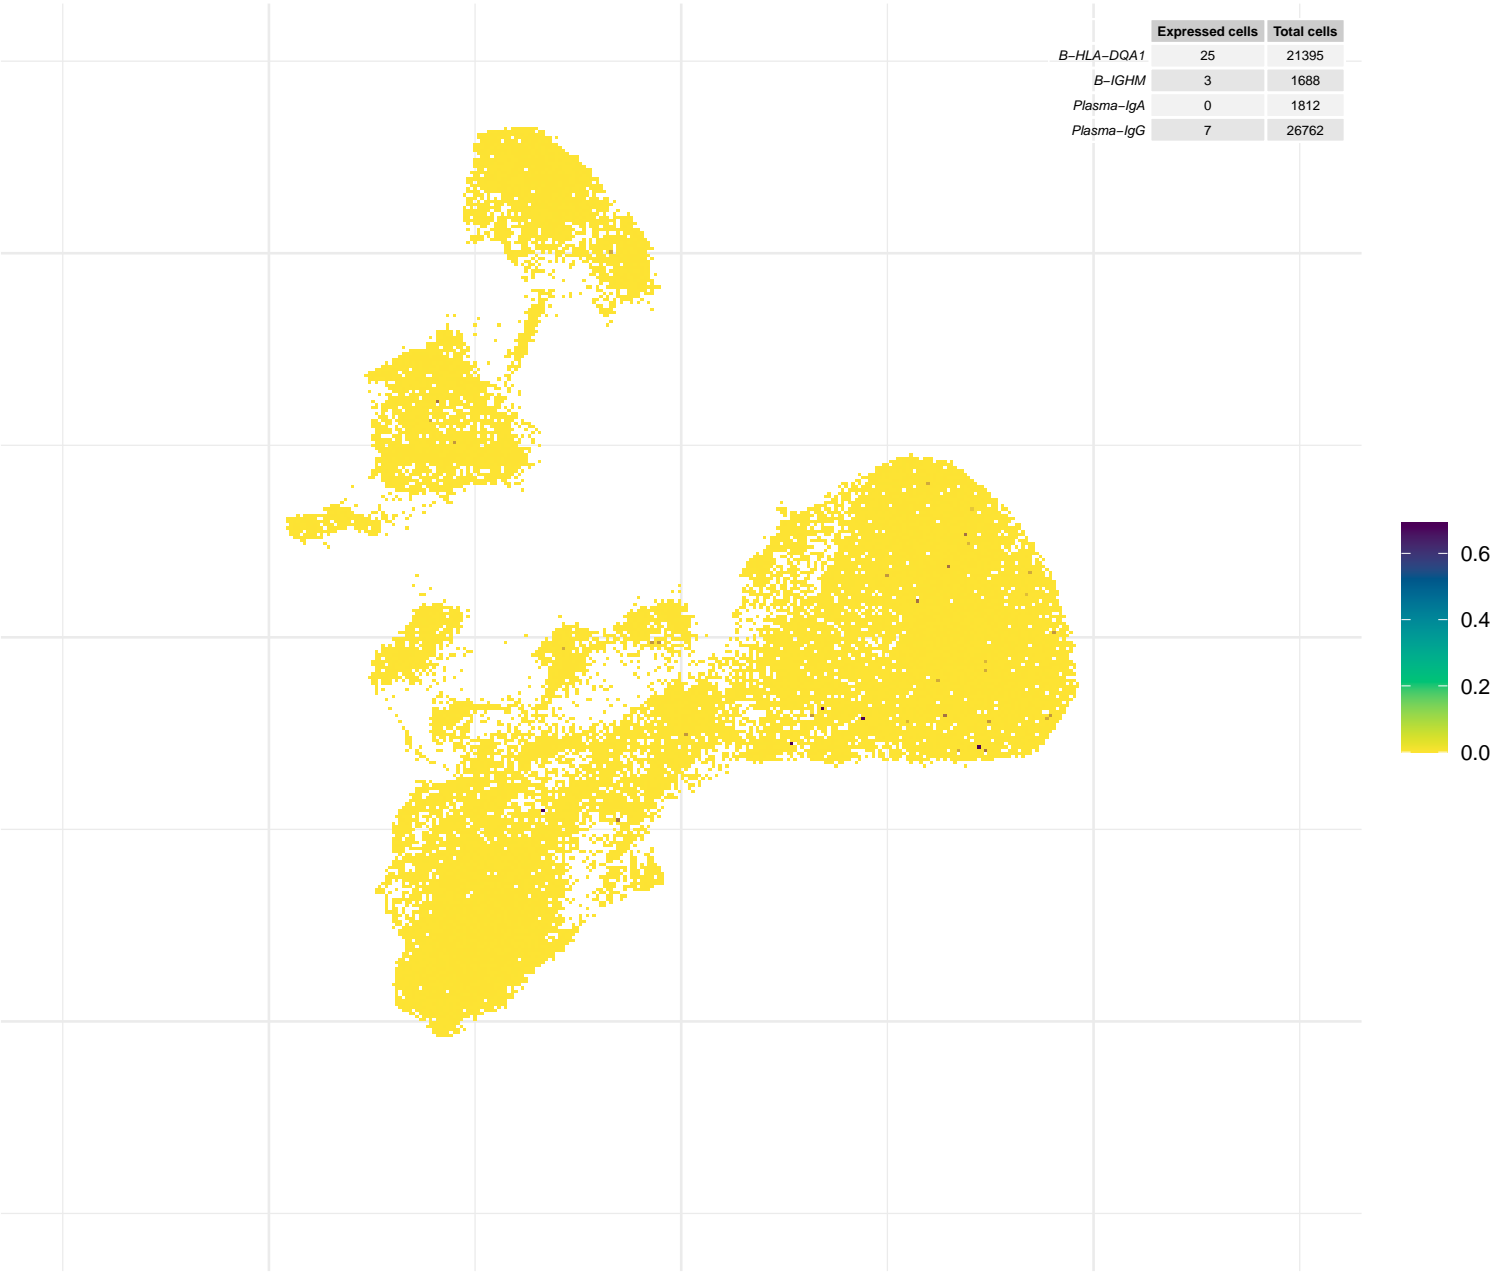 Expressed cells Total cells
B–HLA–DQA1 25 21395
B–IGHM 3 1688
Plasma–IgA 0 1812
Plasma–IgG 7 26762
0.6
0.4
0.2
0.0